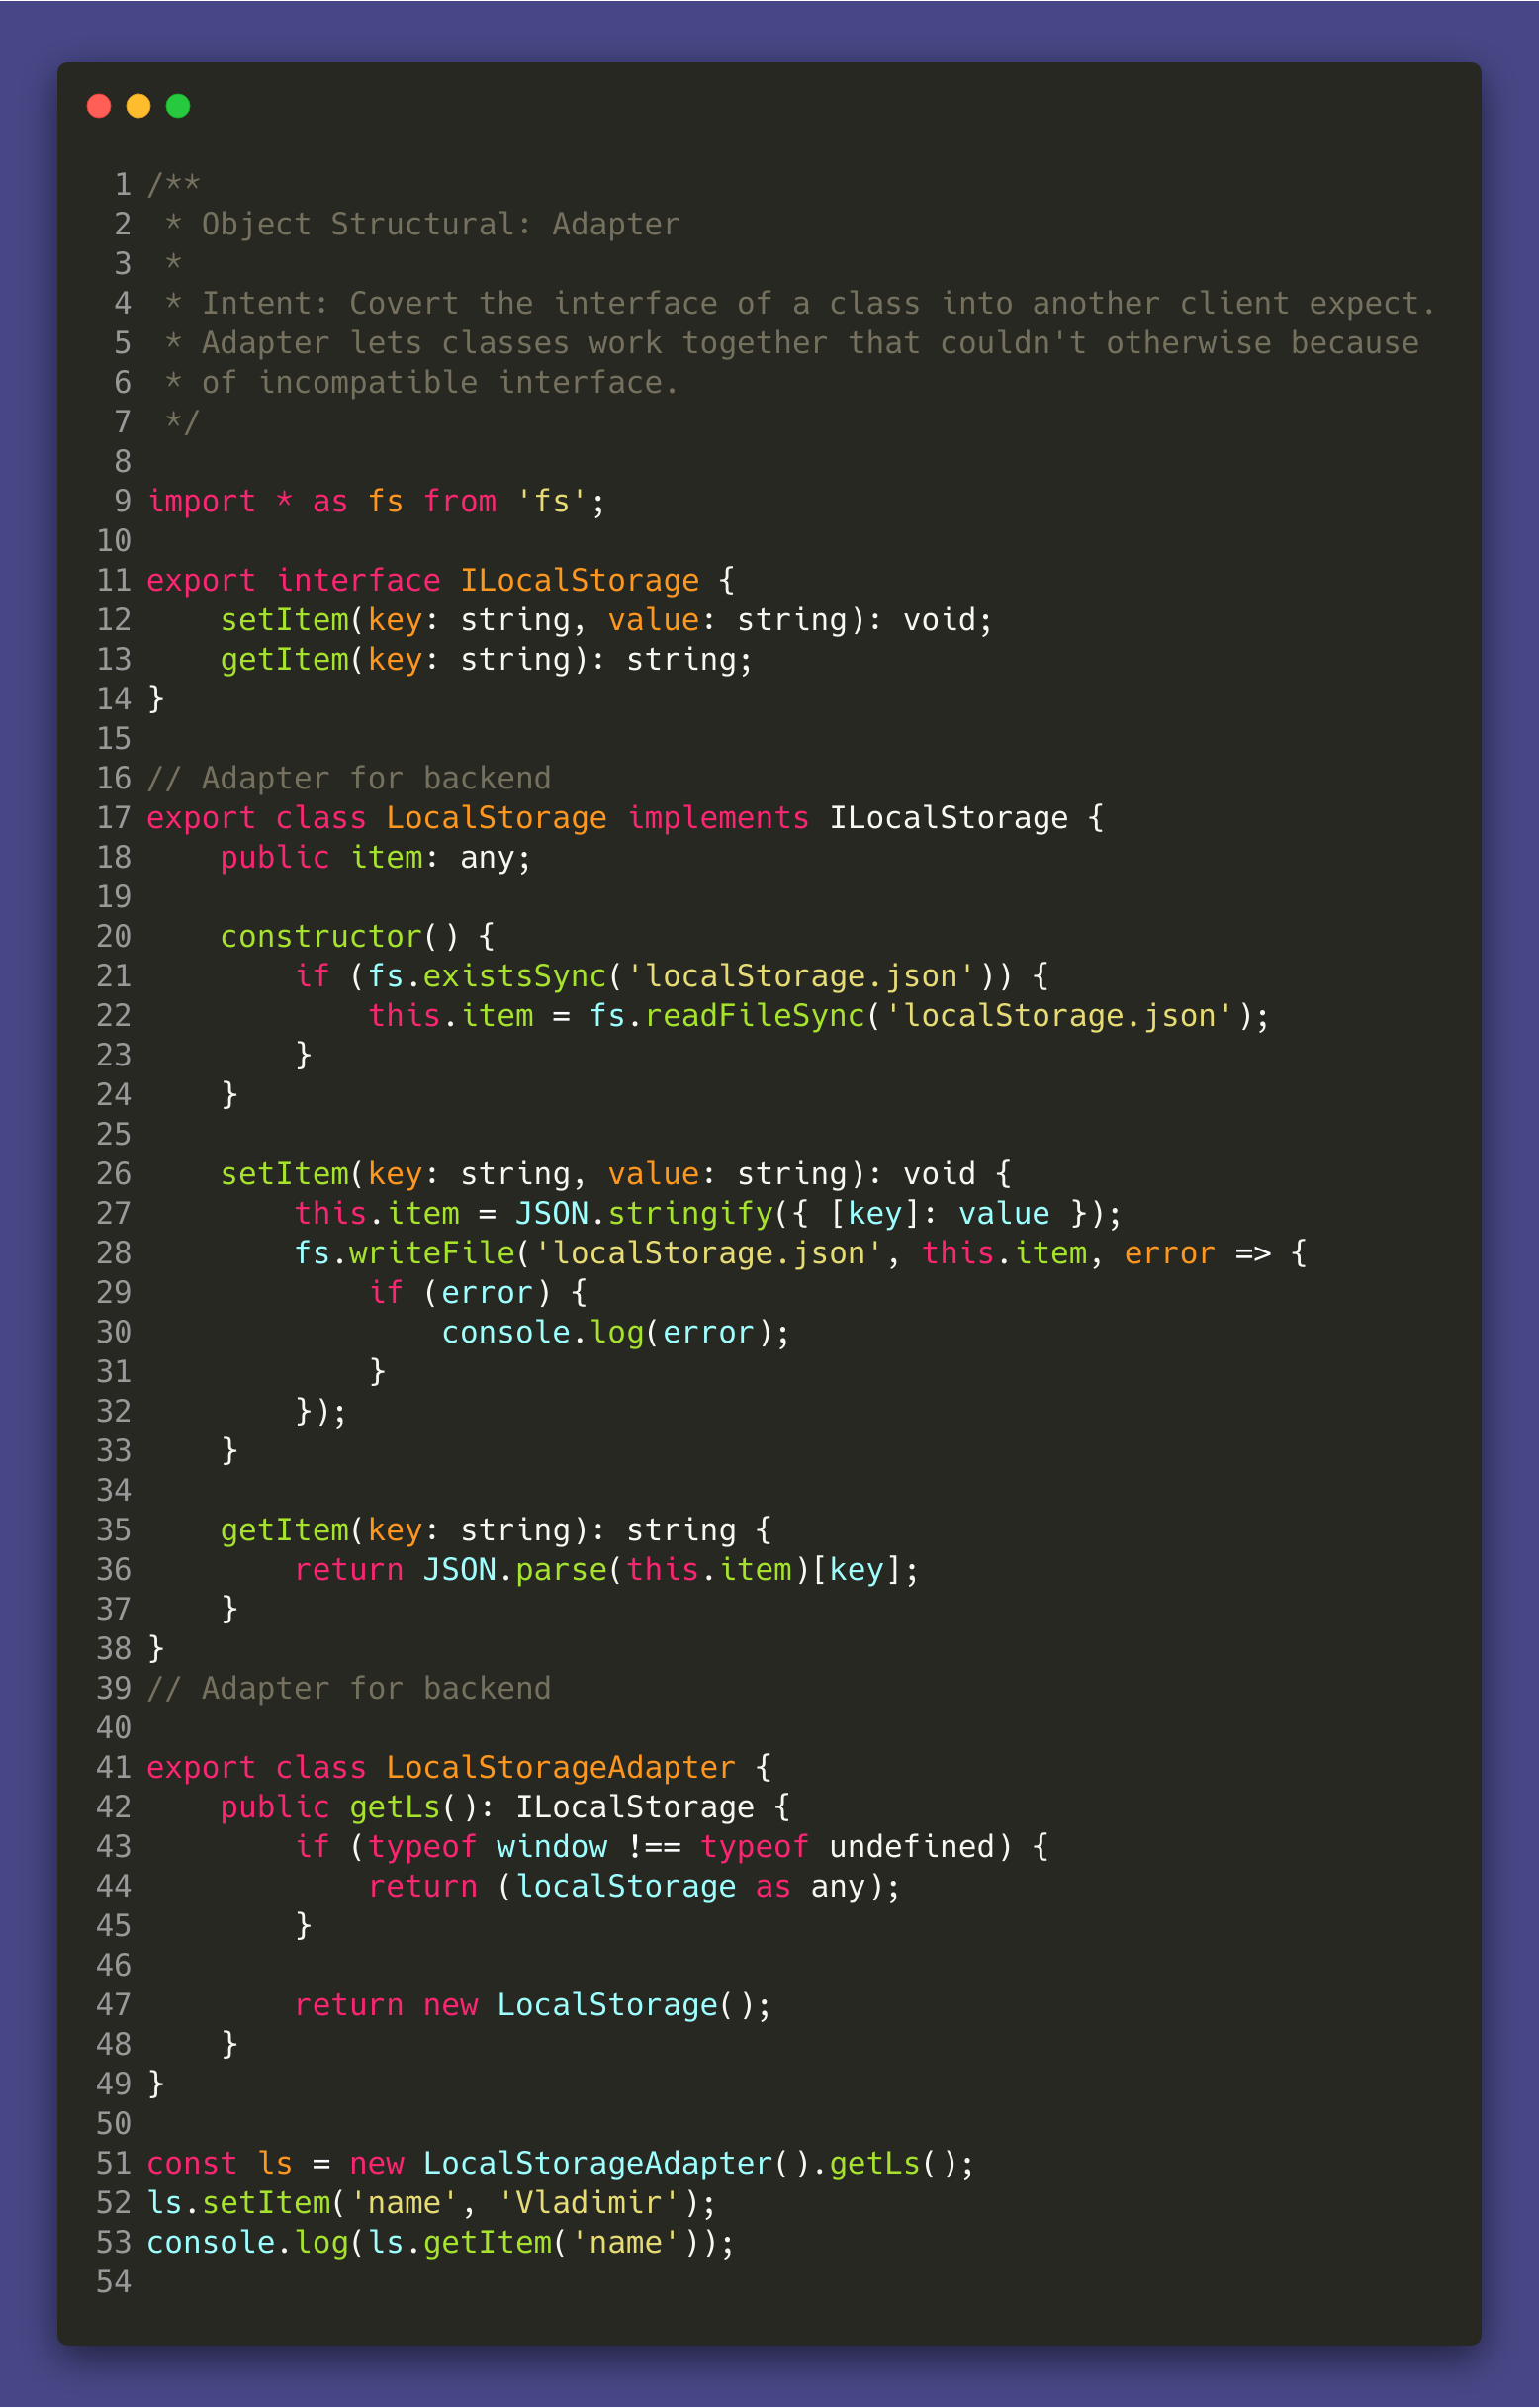 1 /**
2  * Object Structural: Adapter
3  *
4  * Intent: Covert the interface of a class into another client expect.
5  * Adapter lets classes work together that couldn't otherwise because
6  * of incompatible interface.
7  */
8
9 import * as fs from 'fs';
10
11 export interface ILocalStorage {
12     setItem(key: string, value: string): void;
13     getItem(key: string): string;
14 }
15
16 // Adapter for backend
17 export class LocalStorage implements ILocalStorage {
18     public item: any;
19
20     constructor() {
21         if (fs.existsSync('localStorage.json')) {
22             this.item = fs.readFileSync('localStorage.json');
23         }
24     }
25
26     setItem(key: string, value: string): void {
27         this.item = JSON.stringify({ [key]: value });
28         fs.writeFile('localStorage.json', this.item, error => {
29             if (error) {
30                 console.log(error);
31             }
32         });
33     }
34
35     getItem(key: string): string {
36         return JSON.parse(this.item)[key];
37     }
38 }
39 // Adapter for backend
40
41 export class LocalStorageAdapter {
42     public getLs(): ILocalStorage {
43         if (typeof window !== typeof undefined) {
44             return (localStorage as any);
45         }
46
47         return new LocalStorage();
48     }
49 }
50
51 const ls = new LocalStorageAdapter().getLs();
52 ls.setItem('name', 'Vladimir');
53 console.log(ls.getItem('name'));
54